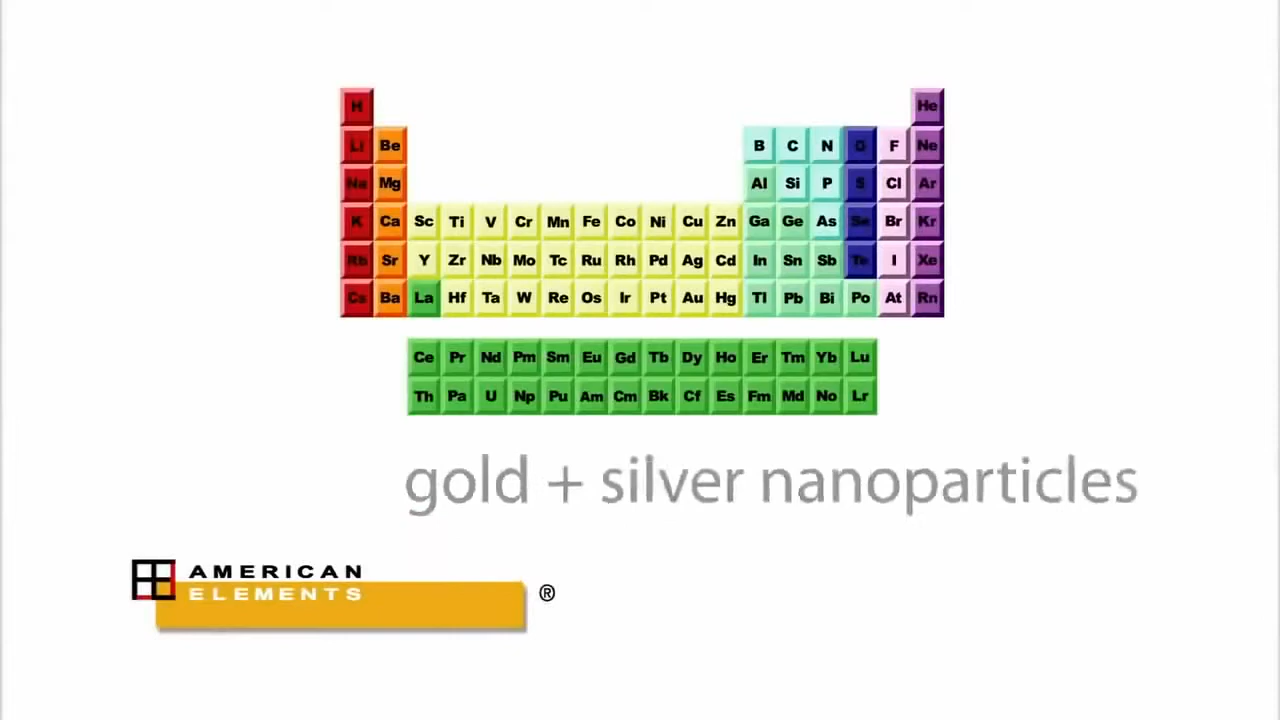 H He
Li Be B C N O F Ne
Na Mg Al Si P S Cl Ar
K Ca Sc Ti V Cr Mn Fe Co Ni Cu Zn Ga Ge As Se Br Kr
Rb Sr Y Zr Nb Mo Tc Ru Rh Pd Ag Cd In Sn Sb Te I Xe
Cs Ba La Hf Ta W Re Os Ir Pt Au Hg Tl Pb Bi Po At Rn
Ce Pr Nd Pm Sm Eu Gd Tb Dy Ho Er Tm Yb Lu
Th Pa U Np Pu Am Cm Bk Cf Es Fm Md No Lr
gold + silver nanoparticles
AMERICAN
ELEMENTS ®